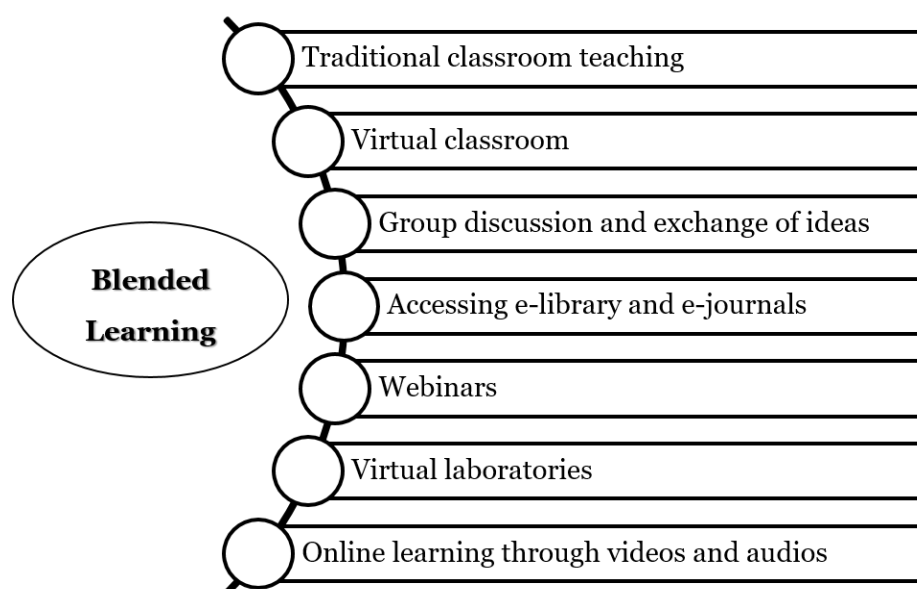 Traditional classroom teaching
Virtual classroom
Group discussion and exchange of ideas
Blended
Learning
Accessing e-library and e-journals
Webinars
Virtual laboratories
Online learning through videos and audios